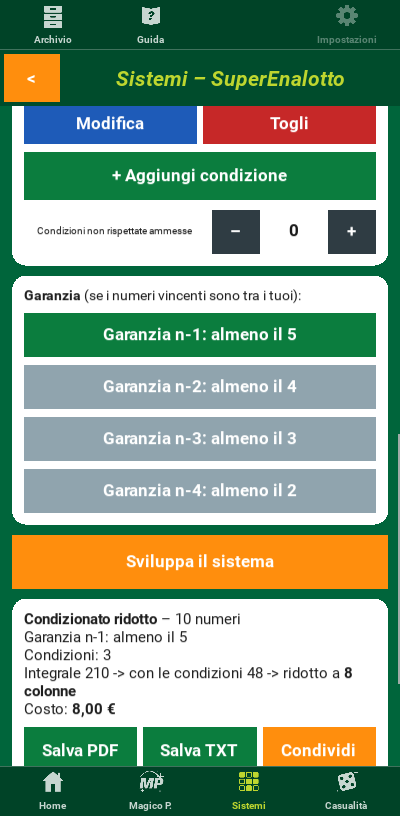 Archivio
Guida
Impostazioni
<
Sistemi – SuperEnalotto
Modifica
Togli
+ Aggiungi condizione
Condizioni non rispettate ammesse
–
0
+
Garanzia (se i numeri vincenti sono tra i tuoi):
Garanzia n-1: almeno il 5
Garanzia n-2: almeno il 4
Garanzia n-3: almeno il 3
Garanzia n-4: almeno il 2
Sviluppa il sistema
Condizionato ridotto – 10 numeri
Garanzia n-1: almeno il 5
Condizioni: 3
Integrale 210 -> con le condizioni 48 -> ridotto a 8
colonne
Costo: 8,00 €
Salva PDF
Salva TXT
Condividi
MP
Home
Magico P.
Sistemi
Casualità